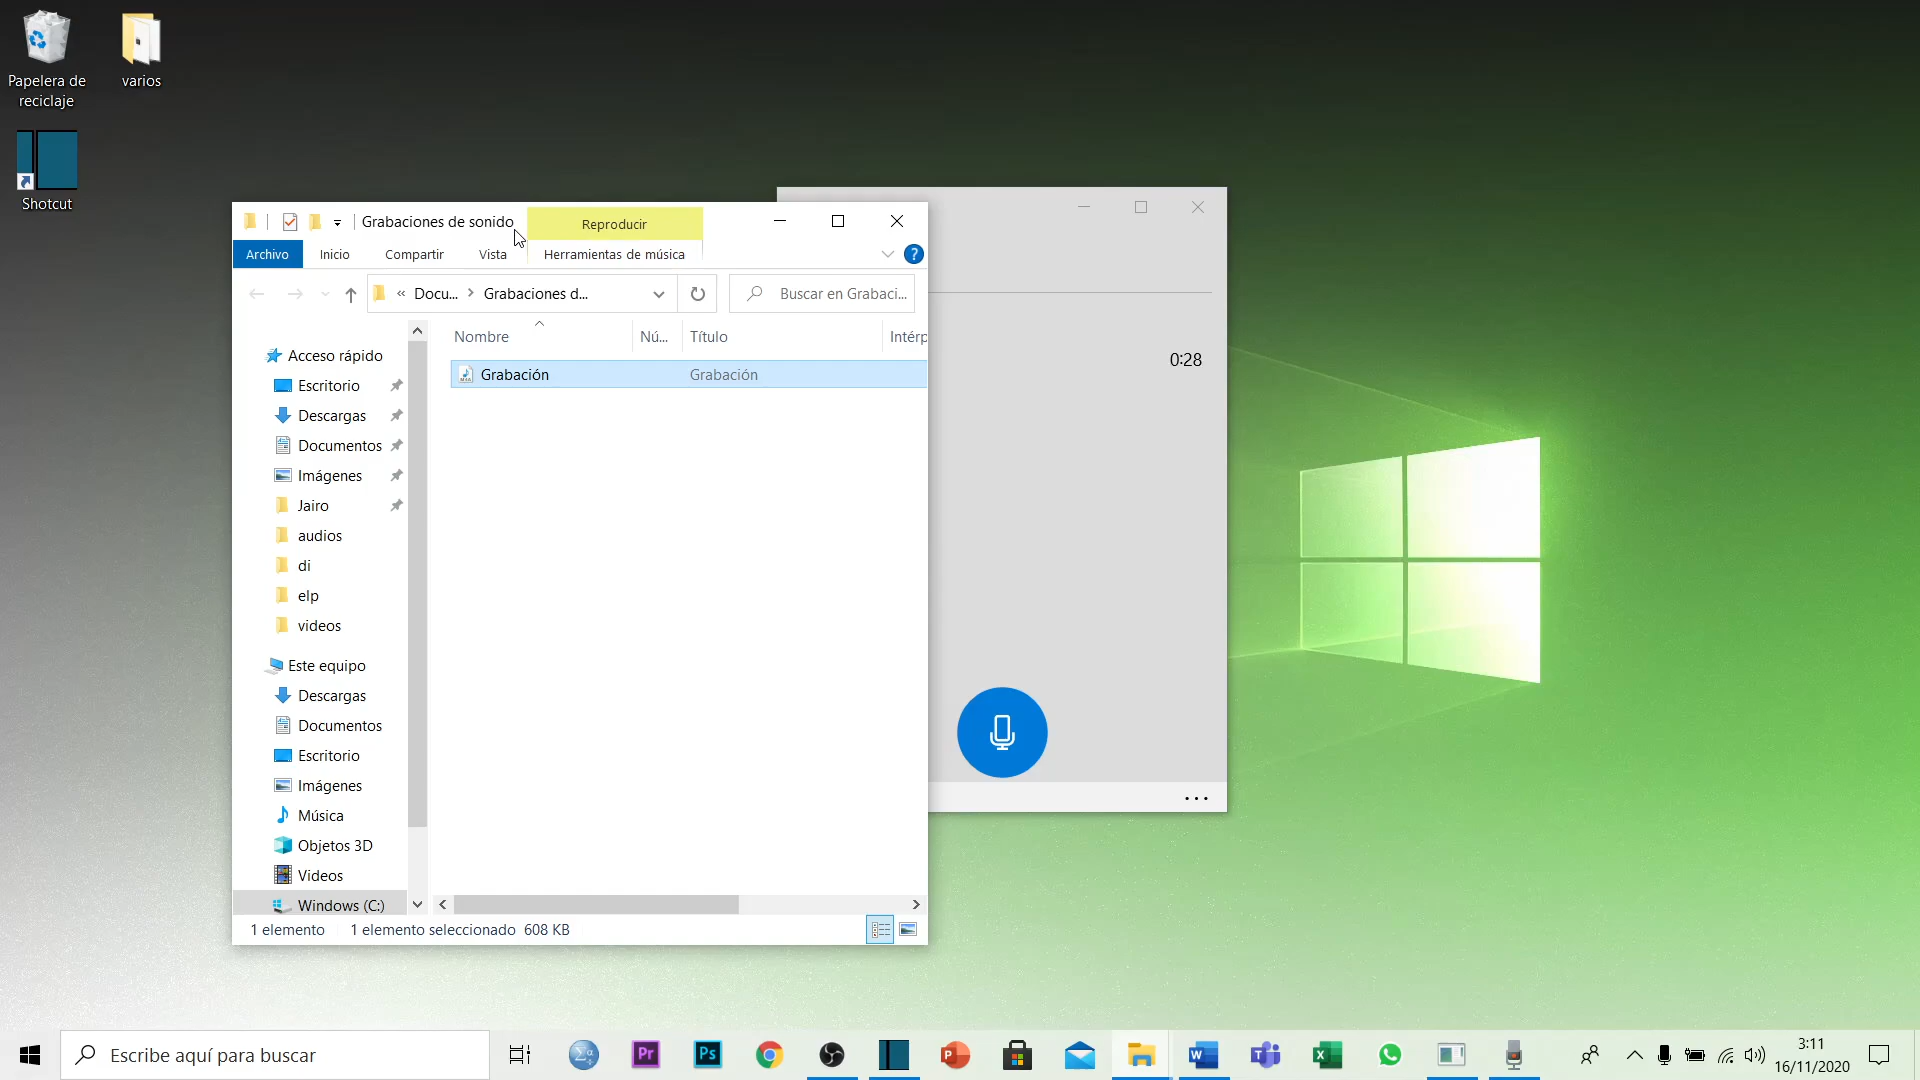 Papelera de
reciclaje
varios
Shotcut
Grabaciones de sonido
Reproducir
Archivo
Inicio
Compartir
Vista
Herramientas de música
?
« Docu... > Grabaciones d...
Buscar en Grabaci...
Nombre
Nú...
Título
Intérp
Grabación
Grabación
Acceso rápido
Escritorio
Descargas
Documentos
Imágenes
Jairo
audios
di
elp
videos
Este equipo
Descargas
Documentos
Escritorio
Imágenes
Música
Objetos 3D
Videos
Windows (C:)
1 elemento
1 elemento seleccionado 608 KB
0:28
...
Escribe aquí para buscar
Σα
Pr
Ps
P
W
T
X
3:11
16/11/2020